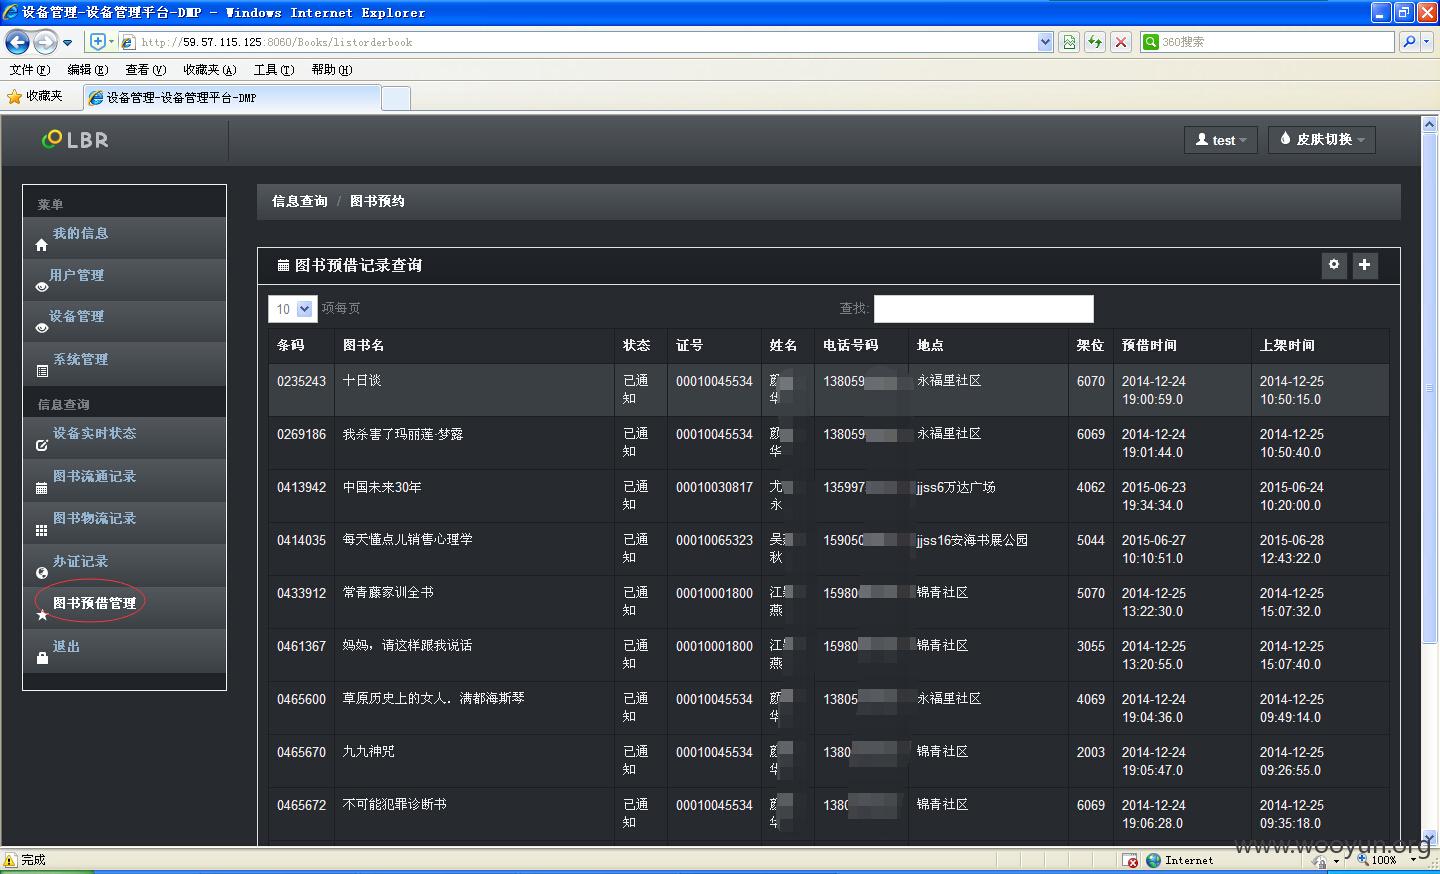 设备管理-设备管理平台-DMP - Windows Internet Explorer
http://59.57.115.125:8060/Books/listorderbook
360搜索
文件(F) 编辑(E) 查看(V) 收藏夹(A) 工具(T) 帮助(H)
收藏夹 设备管理-设备管理平台-DMP
LBR test 皮肤切换
菜单
我的信息
用户管理
设备管理
系统管理
信息查询
设备实时状态
图书流通记录
图书物流记录
办证记录
图书预借管理
退出
信息查询 / 图书预约
图书预借记录查询
10 项每页 查找:
条码 图书名 状态 证号 姓名 电话号码 地点 架位 预借时间 上架时间
0235243 十日谈 已通知 00010045534 颜 华 138059 永福里社区 6070 2014-12-24 19:00:59.0 2014-12-25 10:50:15.0
0269186 我杀害了玛丽莲·梦露 已通知 00010045534 颜 华 138059 永福里社区 6069 2014-12-24 19:01:44.0 2014-12-25 10:50:40.0
0413942 中国未来30年 已通知 00010030817 尤 永 135997 jjss6万达广场 4062 2015-06-23 19:34:34.0 2015-06-24 10:20:00.0
0414035 每天懂点儿销售心理学 已通知 00010065323 吴 秋 159050 jjss16安海书展公园 5044 2015-06-27 10:10:51.0 2015-06-28 12:43:22.0
0433912 常青藤家训全书 已通知 00010001800 江 燕 15980 锦青社区 5070 2014-12-25 13:22:30.0 2014-12-25 15:07:32.0
0461367 妈妈，请这样跟我说话 已通知 00010001800 江 燕 15980 锦青社区 3055 2014-12-25 13:20:55.0 2014-12-25 15:07:40.0
0465600 草原历史上的女人．满都海斯琴 已通知 00010045534 颜 华 13805 永福里社区 4069 2014-12-24 19:04:36.0 2014-12-25 09:49:14.0
0465670 九九神咒 已通知 00010045534 颜 华 1380 锦青社区 2003 2014-12-24 19:05:47.0 2014-12-25 09:26:55.0
0465672 不可能犯罪诊断书 已通知 00010045534 颜 华 1380 锦青社区 6069 2014-12-24 19:06:28.0 2014-12-25 09:35:18.0
www.wooyun.org
完成 Internet 100%